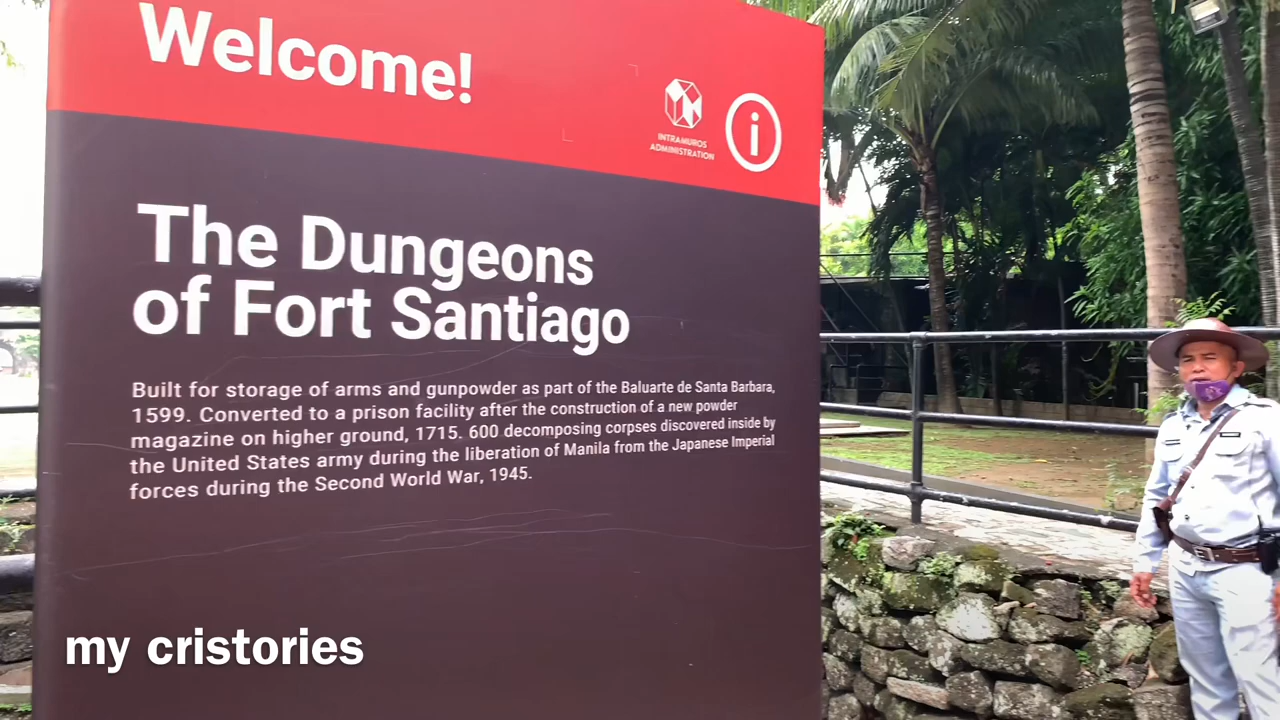 Welcome!
INTRAMUROS
ADMINISTRATION
i
The Dungeons
of Fort Santiago
Built for storage of arms and gunpowder as part of the Baluarte de Santa Barbara,
1599. Converted to a prison facility after the construction of a new powder
magazine on higher ground, 1715. 600 decomposing corpses discovered inside by
the United States army during the liberation of Manila from the Japanese Imperial
forces during the Second World War, 1945.
my cristories